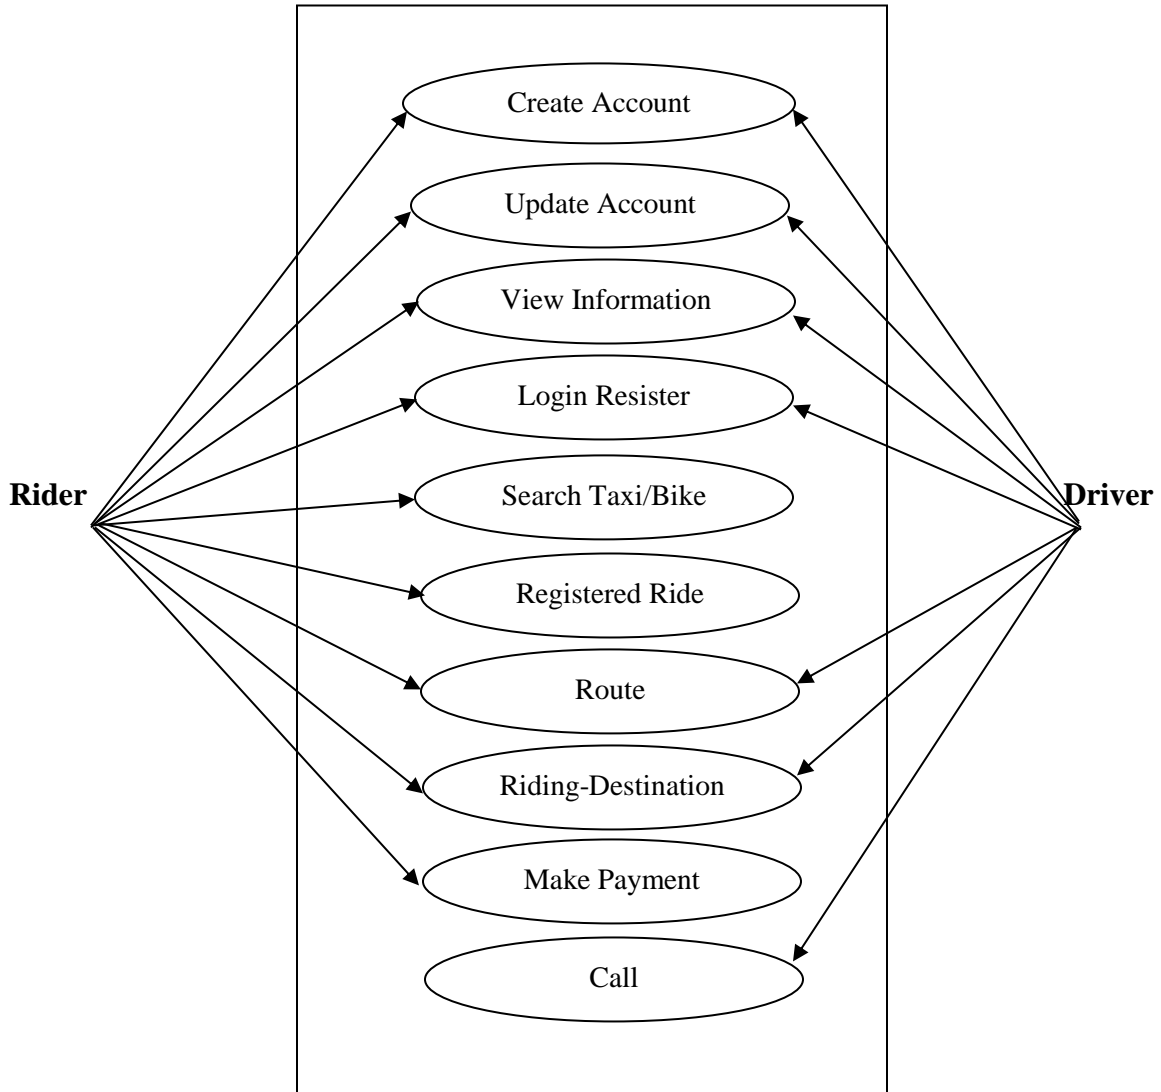 Create Account
Update Account
View Information
Login Resister
Rider
Search Taxi/Bike
Driver
Registered Ride
Route
Riding-Destination
Make Payment
Call